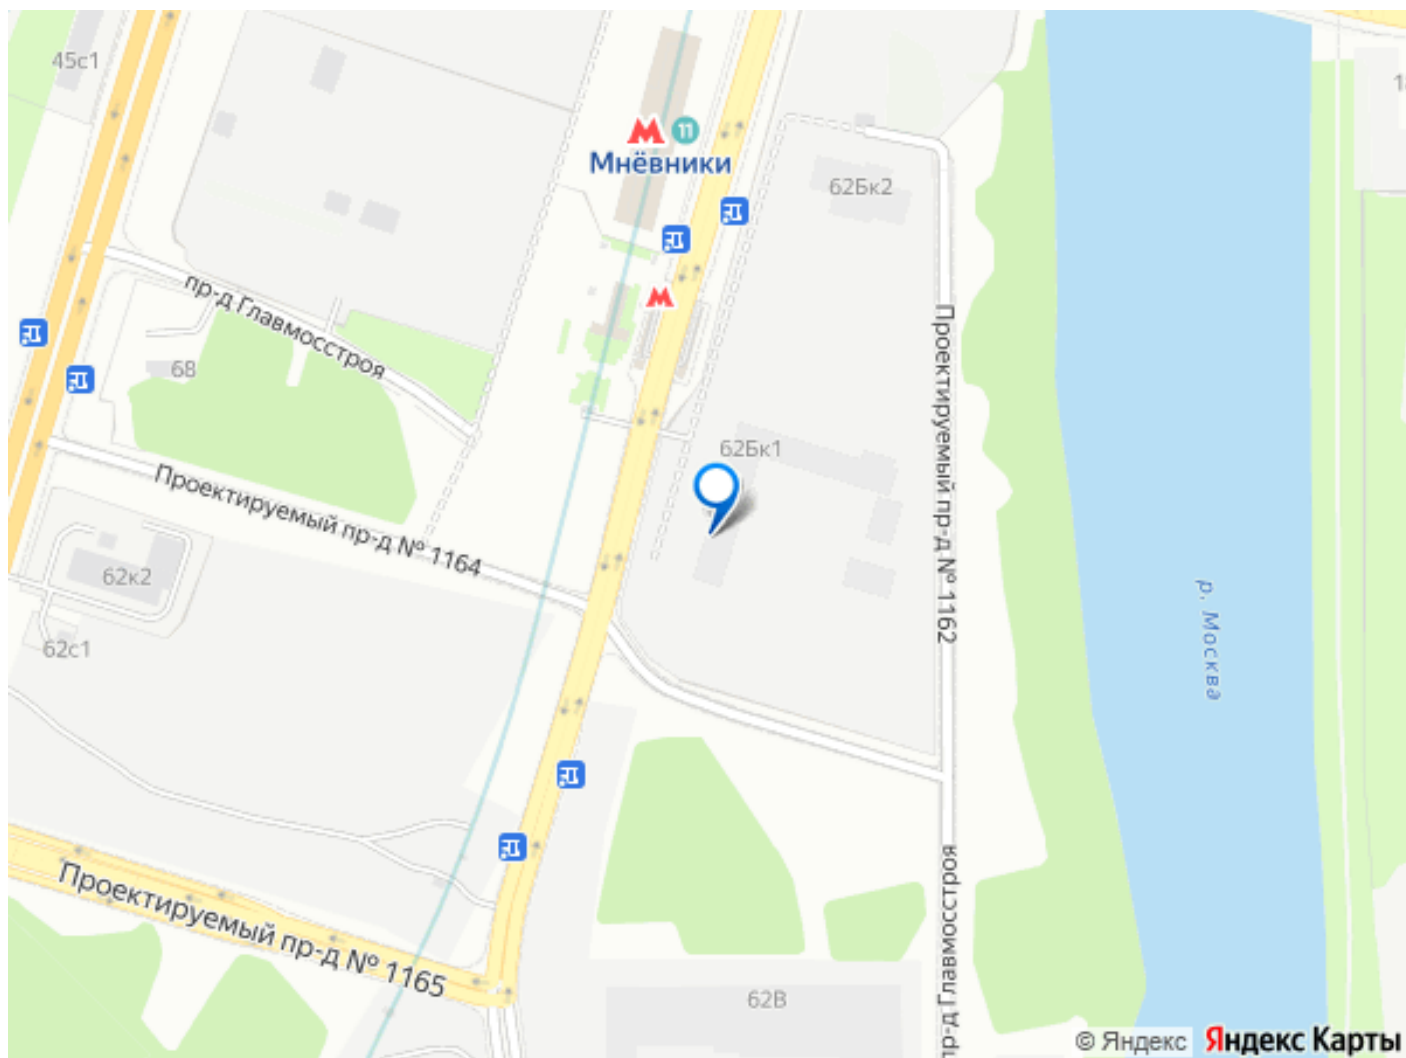 45с1
11
Мнёвники
62Бк2
пр-д Главмосстроя
68
Проектируемый пр-д № 1162
62Бк1
Проектируемый пр-д № 1164
62к2
62с1
р. Москва
Проектируемый пр-д № 1165
62В
р-д Главмосстроя
© Яндекс Яндекс Карты